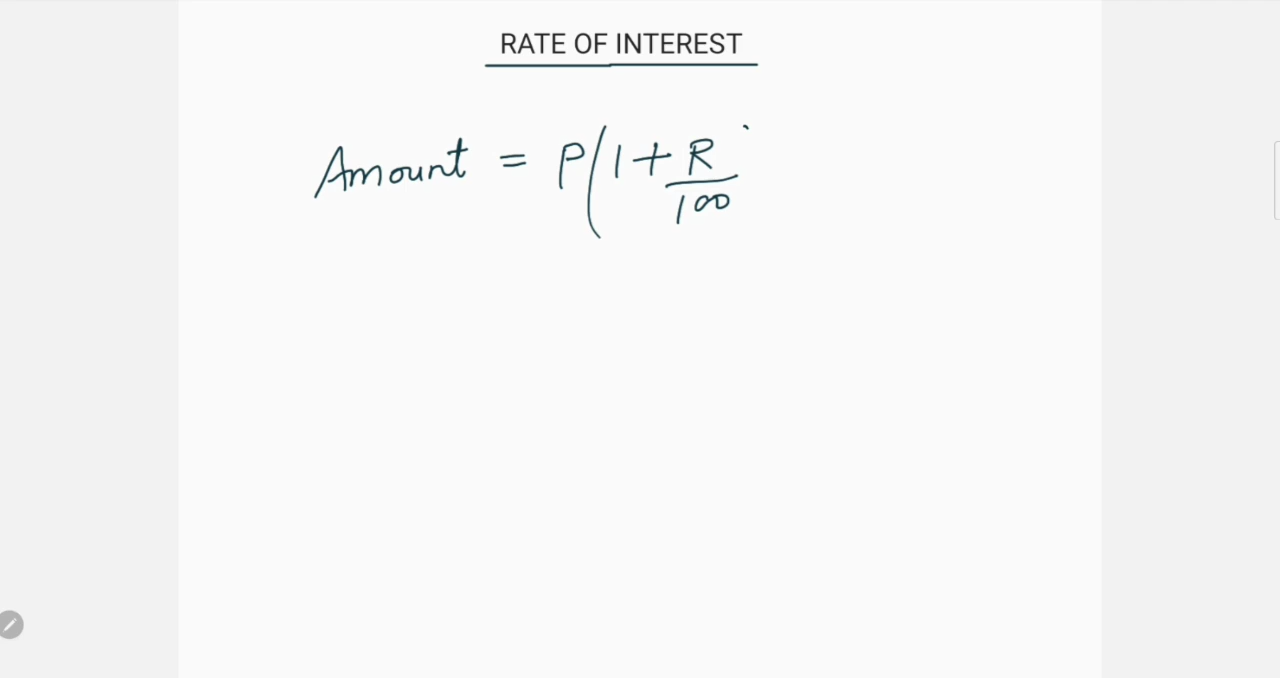 RATE OF INTEREST
Amount = P(1+R/100